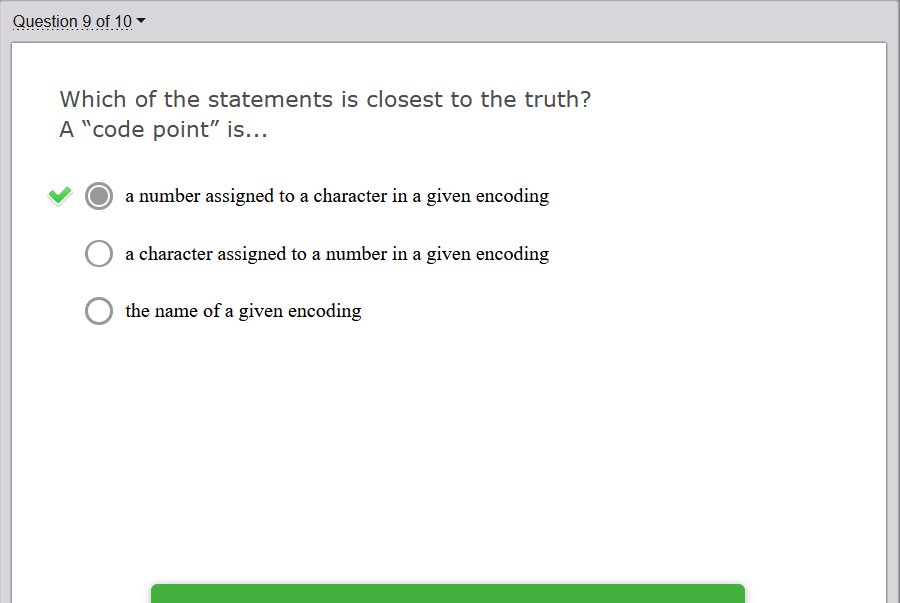 Question 9 of 10
Which of the statements is closest to the truth?
A “code point” is...
a number assigned to a character in a given encoding
a character assigned to a number in a given encoding
the name of a given encoding